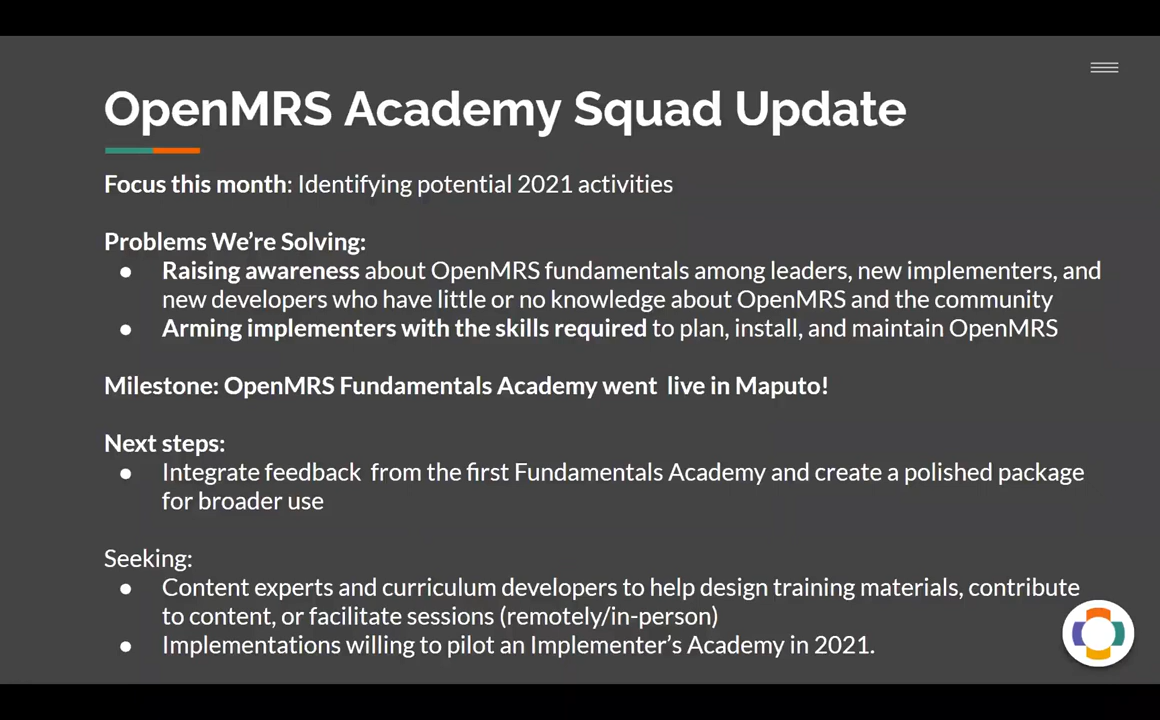 OpenMRS Academy Squad Update
Focus this month: Identifying potential 2021 activities
Problems We’re Solving:
● Raising awareness about OpenMRS fundamentals among leaders, new implementers, and
new developers who have little or no knowledge about OpenMRS and the community
● Arming implementers with the skills required to plan, install, and maintain OpenMRS
Milestone: OpenMRS Fundamentals Academy went  live in Maputo!
Next steps:
● Integrate feedback  from the first Fundamentals Academy and create a polished package
for broader use
Seeking:
● Content experts and curriculum developers to help design training materials, contribute
to content, or facilitate sessions (remotely/in-person)
● Implementations willing to pilot an Implementer’s Academy in 2021.